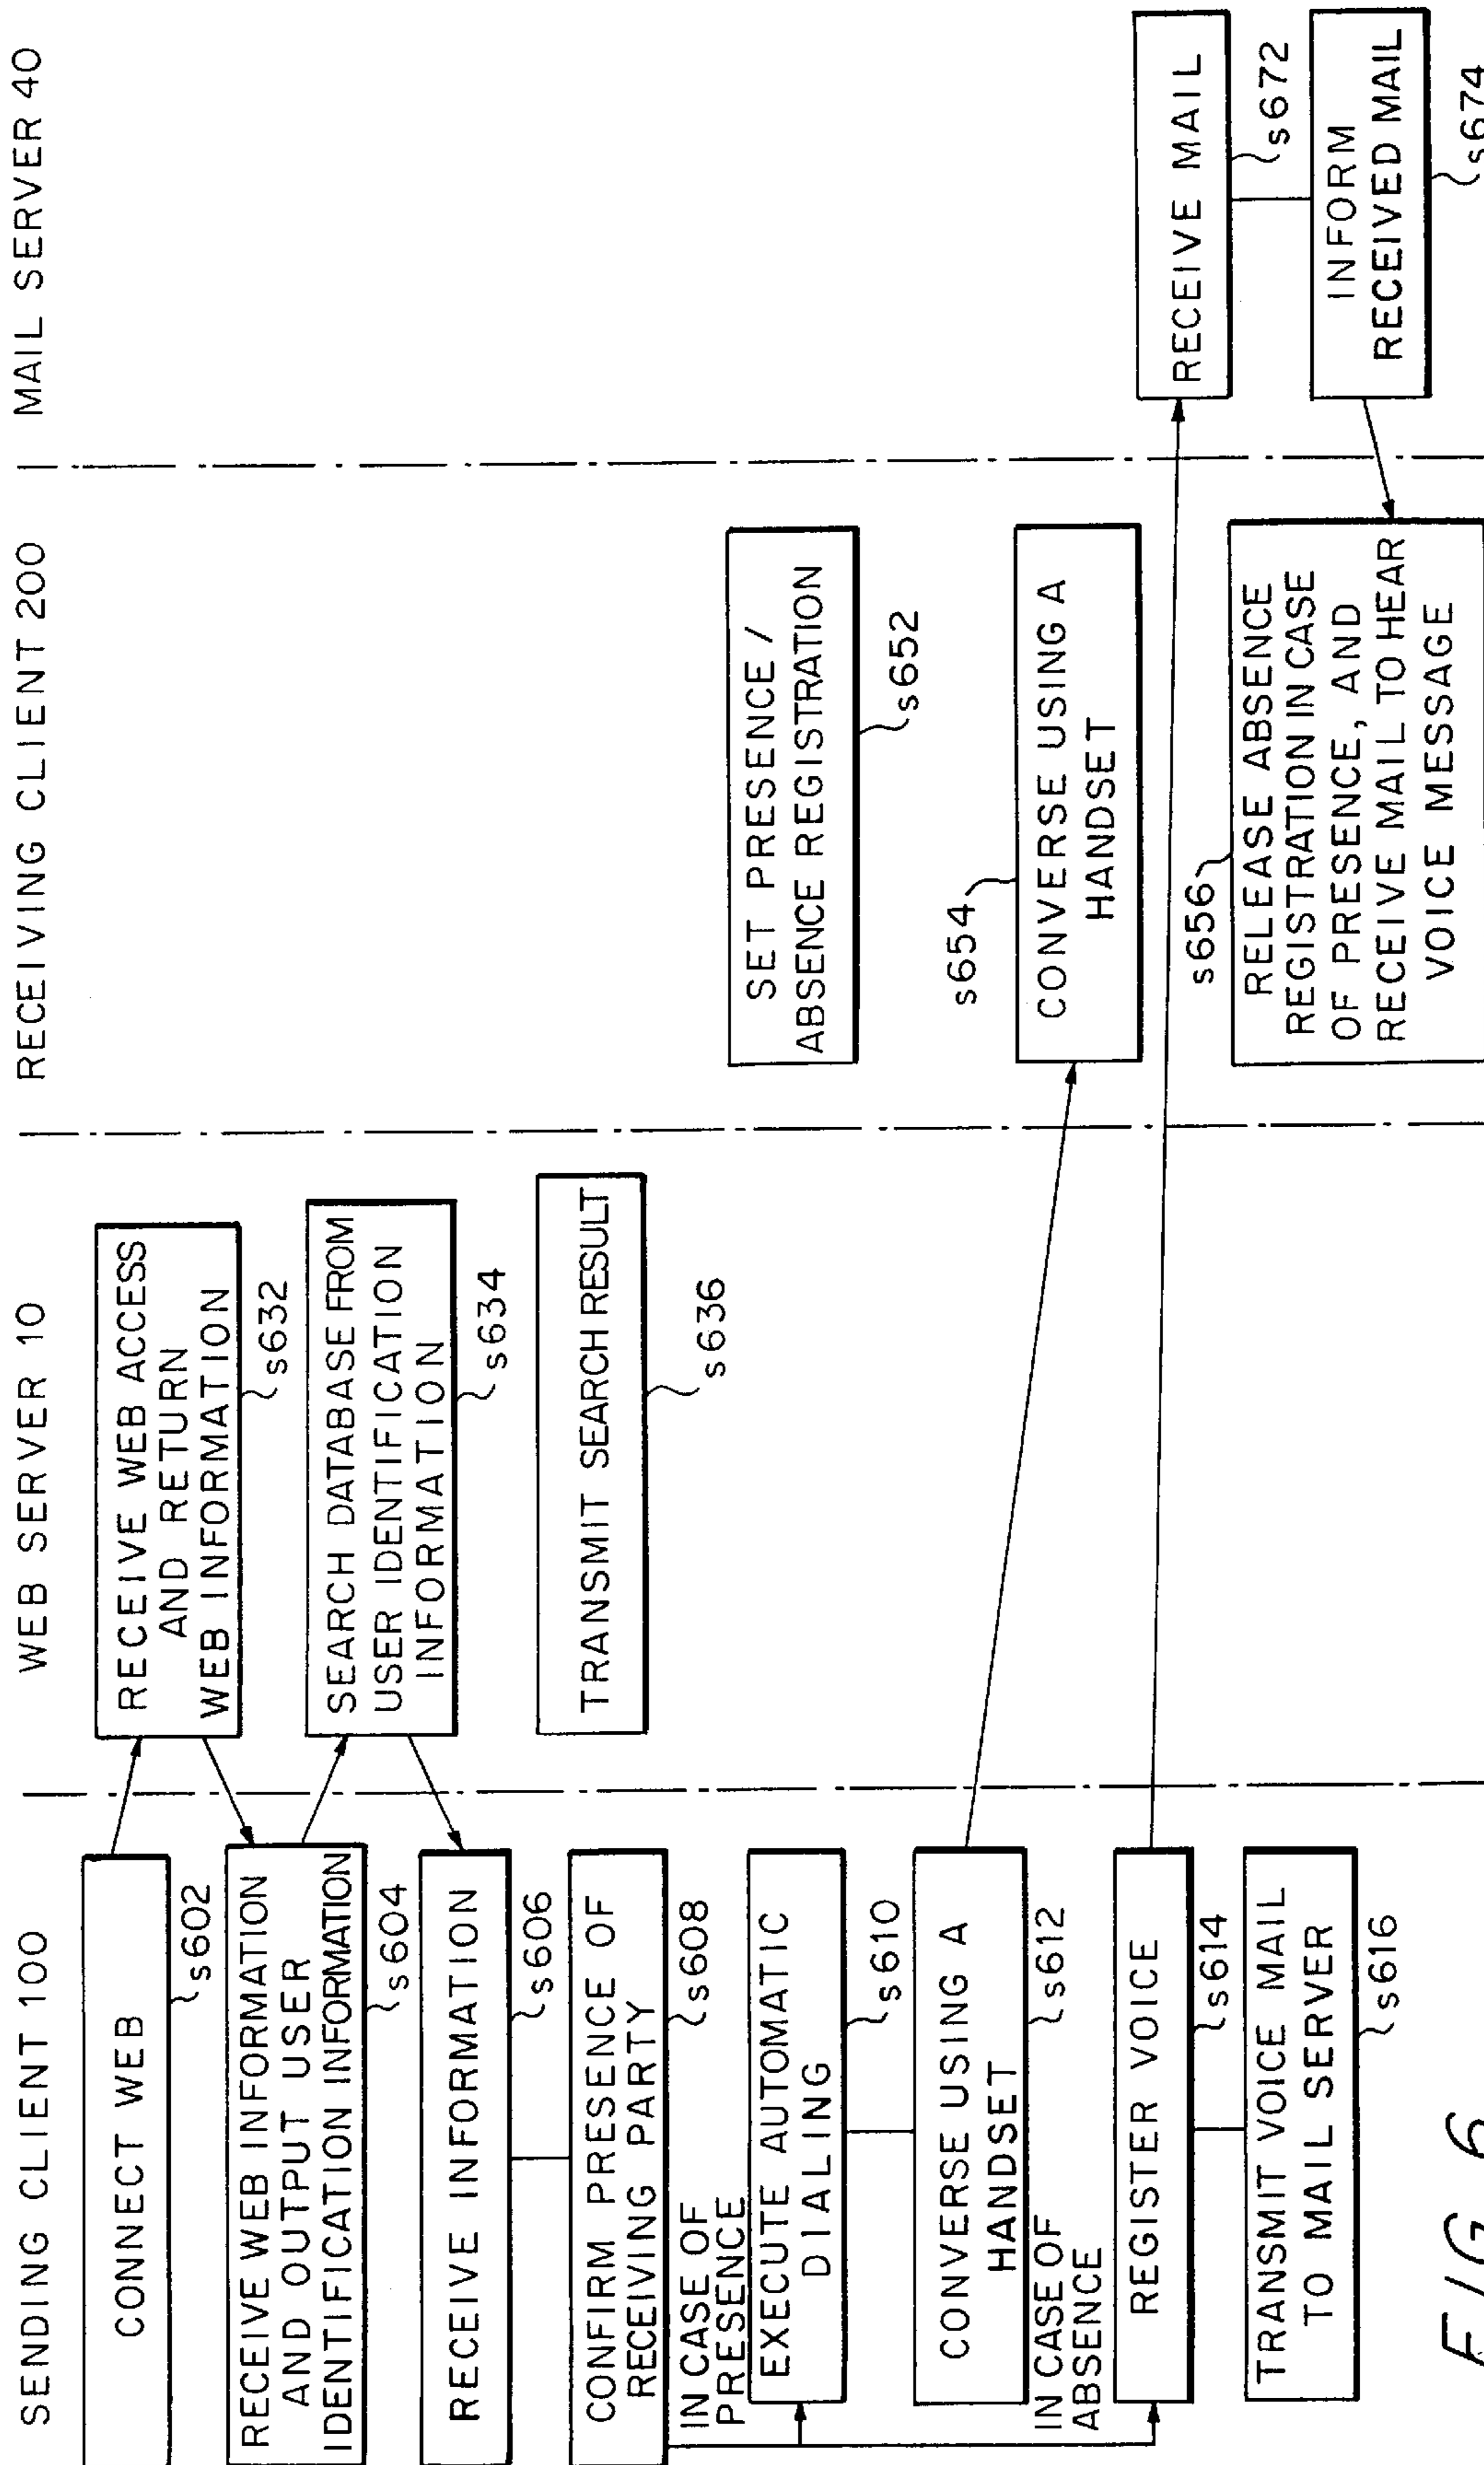 SENDING CLIENT 100
CONNECT WEB
s602
RECEIVE WEB INFORMATION
AND OUTPUT USER
IDENTIFICATION INFORMATION
s604
RECEIVE INFORMATION
s606
CONFIRM PRESENCE OF
RECEIVING PARTY
s608
IN CASE OF
PRESENCE
EXECUTE AUTOMATIC
DIALING
s610
CONVERSE USING A
HANDSET
s612
IN CASE OF
ABSENCE
REGISTER VOICE
s614
TRANSMIT VOICE MAIL
TO MAIL SERVER
s616
WEB SERVER 10
RECEIVE WEB ACCESS
AND RETURN
WEB INFORMATION
s632
SEARCH DATABASE FROM
USER IDENTIFICATION
INFORMATION
s634
TRANSMIT SEARCH RESULT
s636
RECEIVING CLIENT 200
SET PRESENCE /
ABSENCE REGISTRATION
s652
s654
CONVERSE USING A
HANDSET
s656
RELEASE ABSENCE
REGISTRATION IN CASE
OF PRESENCE, AND
RECEIVE MAIL TO HEAR
VOICE MESSAGE
MAIL SERVER 40
RECEIVE MAIL
s672
INFORM
RECEIVED MAIL
s674